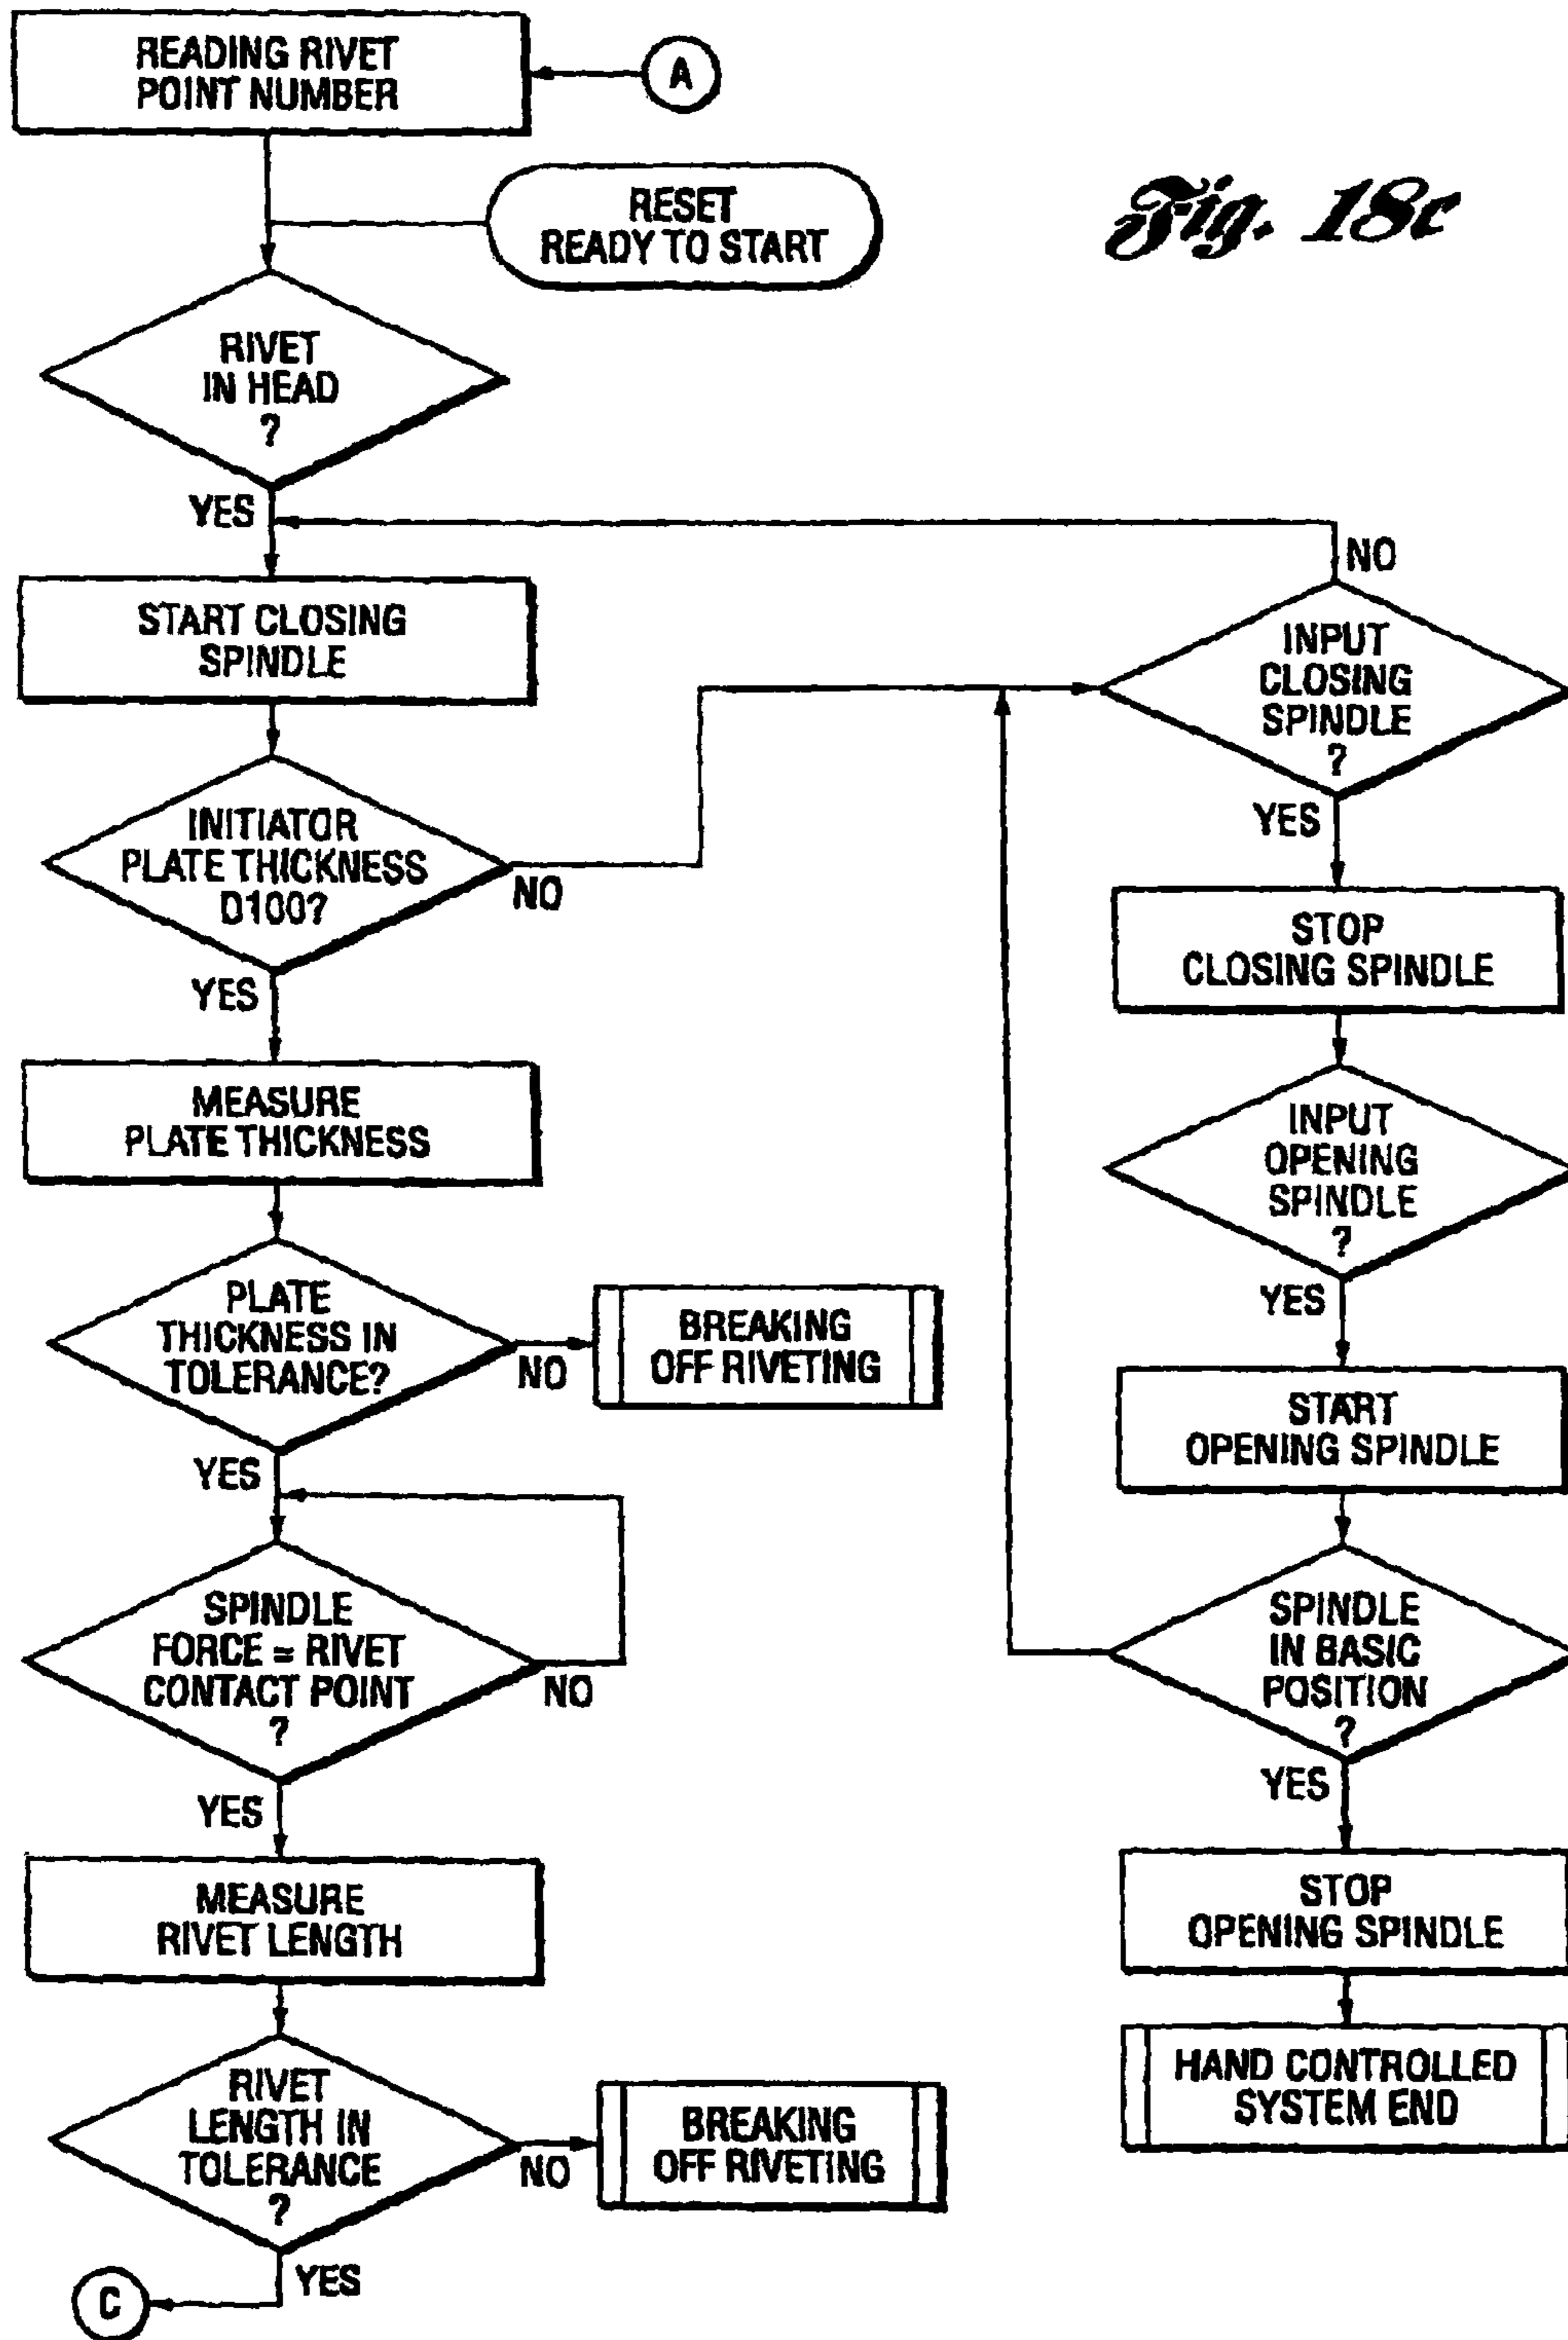 READING RIVET
POINT NUMBER
A
RESET
READY TO START
Fig. 18c
RIVET
IN HEAD
?
YES
START CLOSING
SPINDLE
INITIATOR
PLATE THICKNESS
D100?
NO
YES
MEASURE
PLATE THICKNESS
PLATE
THICKNESS IN
TOLERANCE?
NO
BREAKING
OFF RIVETING
YES
SPINDLE
FORCE = RIVET
CONTACT POINT
?
NO
YES
MEASURE
RIVET LENGTH
RIVET
LENGTH IN
TOLERANCE
?
NO
BREAKING
OFF RIVETING
YES
C
NO
INPUT
CLOSING
SPINDLE
?
YES
STOP
CLOSING SPINDLE
INPUT
OPENING
SPINDLE
?
YES
START
OPENING SPINDLE
SPINDLE
IN BASIC
POSITION
?
YES
STOP
OPENING SPINDLE
HAND CONTROLLED
SYSTEM END